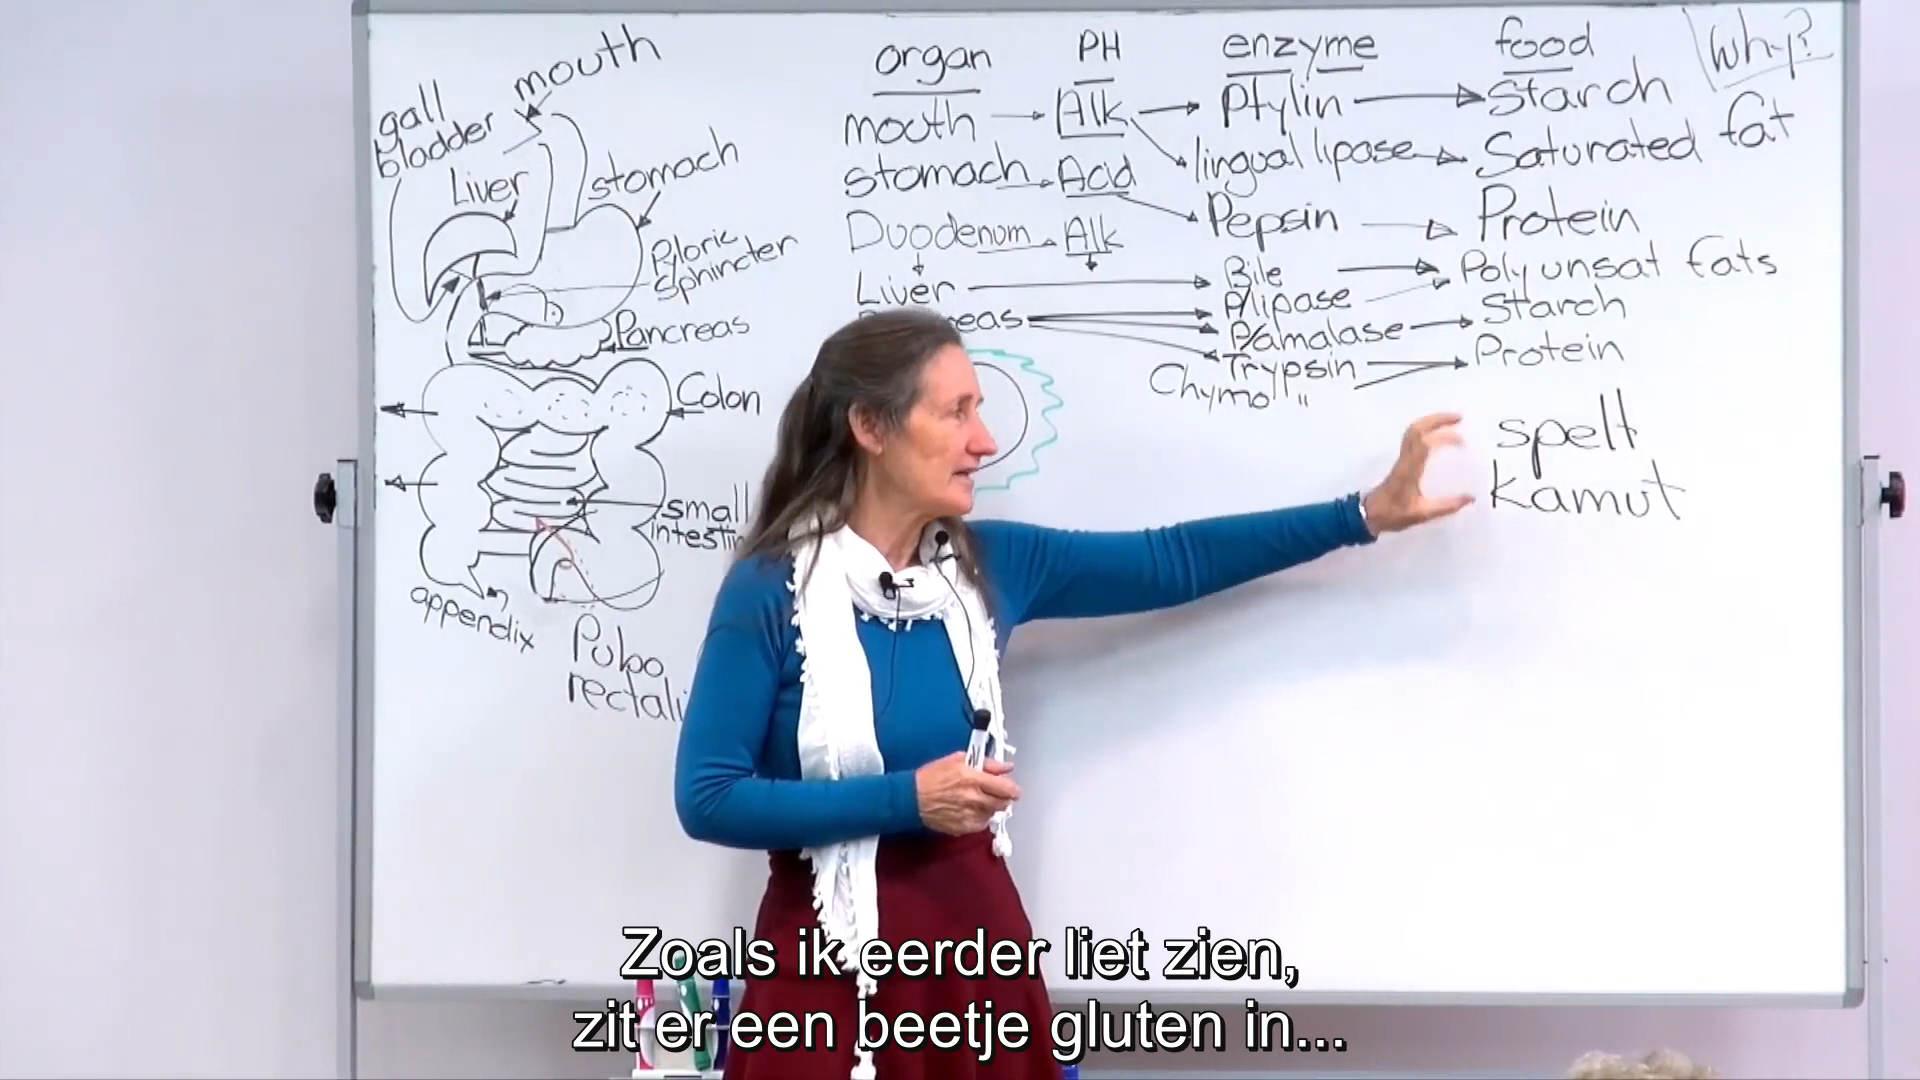 mouth
gall
bladder
Liver
stomach
Pyloric
Sphincter
Pancreas
Colon
small
appendix
Pubo
organ PH enzyme food Why?
mouth Alk Ptylin Starch
lingual lipase Saturated fat
stomach Acid Pepsin Protein
Duodenum Alk
Liver Bile Poly unsat fats
P/lipase
P/amalase Starch
Trypsin Protein
Chymo "
spelt
kamut
Zoals ik eerder liet zien,
zit er een beetje gluten in...